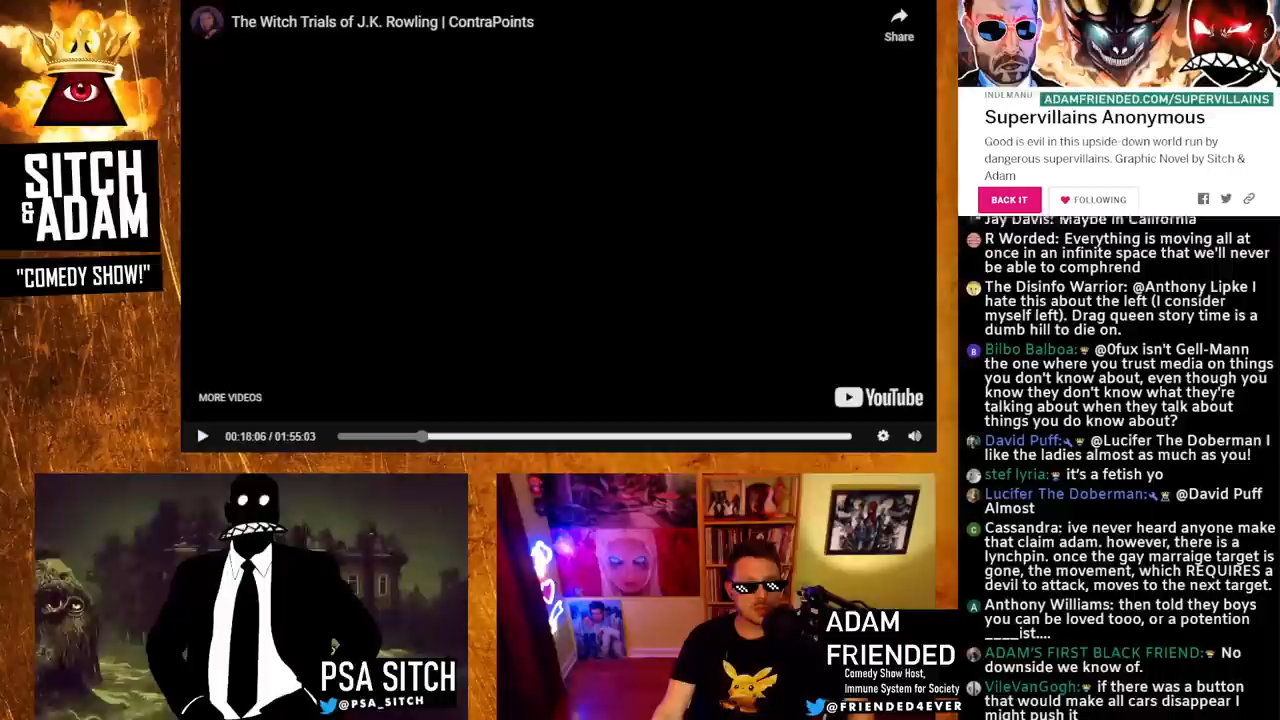 The Witch Trials of J.K. Rowling | ContraPoints
Share
MORE VIDEOS
YouTube
00:18:06 / 01:55:03
SITCH
& ADAM
"COMEDY SHOW!"
PSA SITCH
@PSA_SITCH
ADAM
FRIENDED
Comedy Show Host,
Immune System for Society
@FRIENDED4EVER
INDEMAND
ADAMFRIENDED.COM/SUPERVILLAINS
Supervillains Anonymous
Good is evil in this upside-down world run by
dangerous supervillains. Graphic Novel by Sitch &
Adam
BACK IT
FOLLOWING
Jay Davis: Maybe in California
R Worded: Everything is moving all at
once in an infinite space that we'll never
be able to comphrend
The Disinfo Warrior: @Anthony Lipke I
hate this about the left (I consider
myself left). Drag queen story time is a
dumb hill to die on.
Bilbo Balboa: @0fux isn't Gell-Mann
the one where you trust media on things
you don't know about, even though you
know they don't know what they're
talking about when they talk about
things you do know about?
David Puff: @Lucifer The Doberman I
like the ladies almost as much as you!
stef lyria: it's a fetish yo
Lucifer The Doberman: @David Puff
Almost
Cassandra: ive never heard anyone make
that claim adam. however, there is a
lynchpin. once the gay marraige target is
gone, the movement, which REQUIRES a
devil to attack, moves to the next target.
Anthony Williams: then told they boys
you can be loved tooo, or a potention
____ist....
ADAM'S FIRST BLACK FRIEND: No
downside we know of.
VileVanGogh: if there was a button
that would make all cars disappear I
might push it